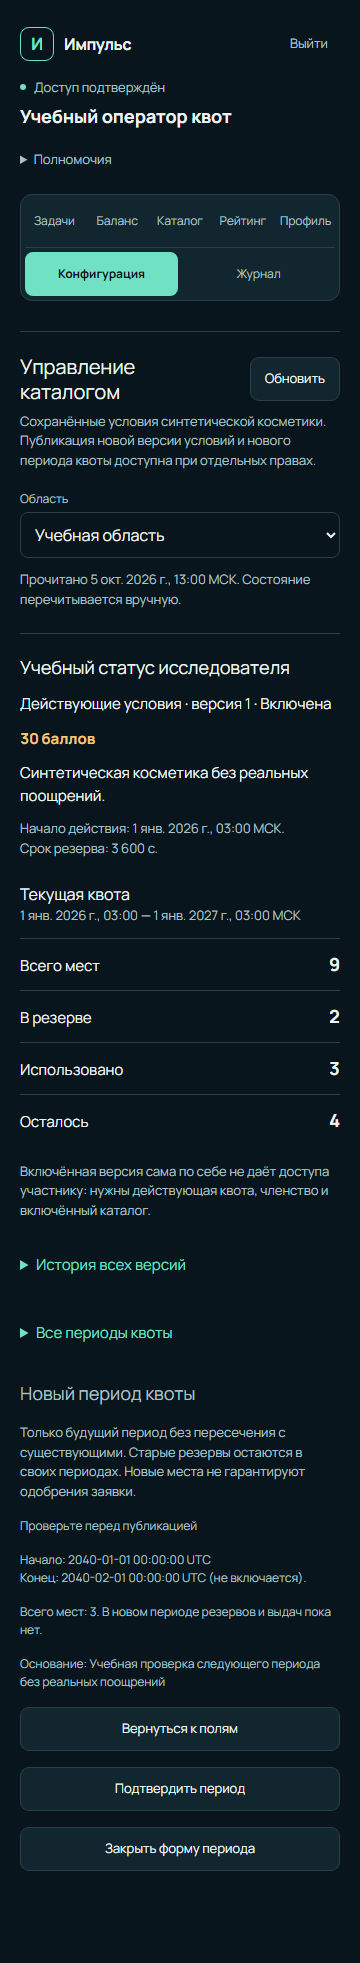 И Импульс Выйти
Доступ подтверждён
Учебный оператор квот
Полномочия
Задачи Баланс Каталог Рейтинг Профиль
Конфигурация Журнал
Управление
каталогом
Обновить
Сохранённые условия синтетической косметики.
Публикация новой версии условий и нового
периода квоты доступна при отдельных правах.
Область
Учебная область
Прочитано 5 окт. 2026 г., 13:00 МСК. Состояние
перечитывается вручную.
Учебный статус исследователя
Действующие условия · версия 1 · Включена
30 баллов
Синтетическая косметика без реальных
поощрений.
Начало действия: 1 янв. 2026 г., 03:00 МСК.
Срок резерва: 3 600 с.
Текущая квота
1 янв. 2026 г., 03:00 — 1 янв. 2027 г., 03:00 МСК
Всего мест 9
В резерве 2
Использовано 3
Осталось 4
Включённая версия сама по себе не даёт доступа
участнику: нужны действующая квота, членство и
включённый каталог.
История всех версий
Все периоды квоты
Новый период квоты
Только будущий период без пересечения с
существующими. Старые резервы остаются в
своих периодах. Новые места не гарантируют
одобрения заявки.
Проверьте перед публикацией
Начало: 2040-01-01 00:00:00 UTC
Конец: 2040-02-01 00:00:00 UTC (не включается).
Всего мест: 3. В новом периоде резервов и выдач пока
нет.
Основание: Учебная проверка следующего периода
без реальных поощрений
Вернуться к полям
Подтвердить период
Закрыть форму периода